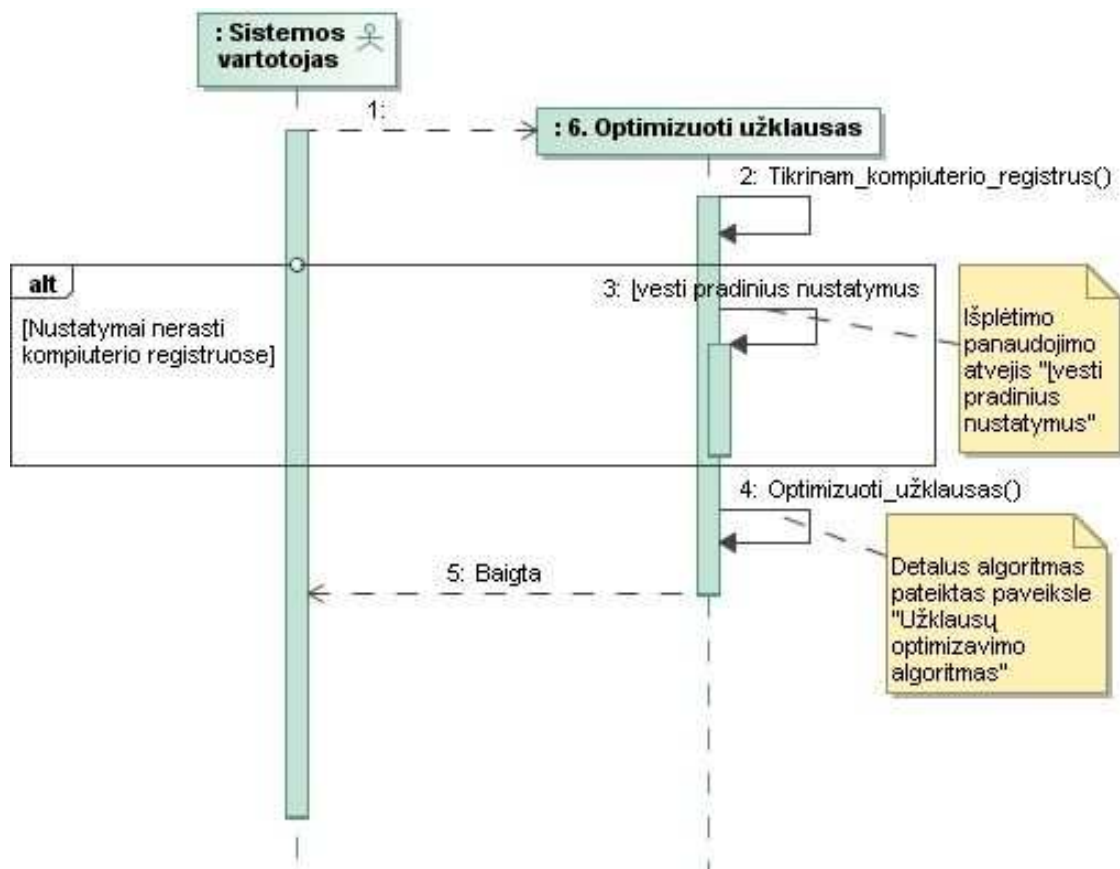 : Sistemos
vartotojas
1:
: 6. Optimizuoti užklausas
2: Tikrinam_kompiuterio_registrus()
alt
3: Įvesti pradinius nustatymus
[Nustatymai nerasti
kompiuterio registruose]
Išplėtimo
panaudojimo
atvejis "Įvesti
pradinius
nustatymus"
4: Optimizuoti_užklausas()
5: Baigta
Detalus algoritmas
pateiktas paveiksle
"Užklausų
optimizavimo
algoritmas"